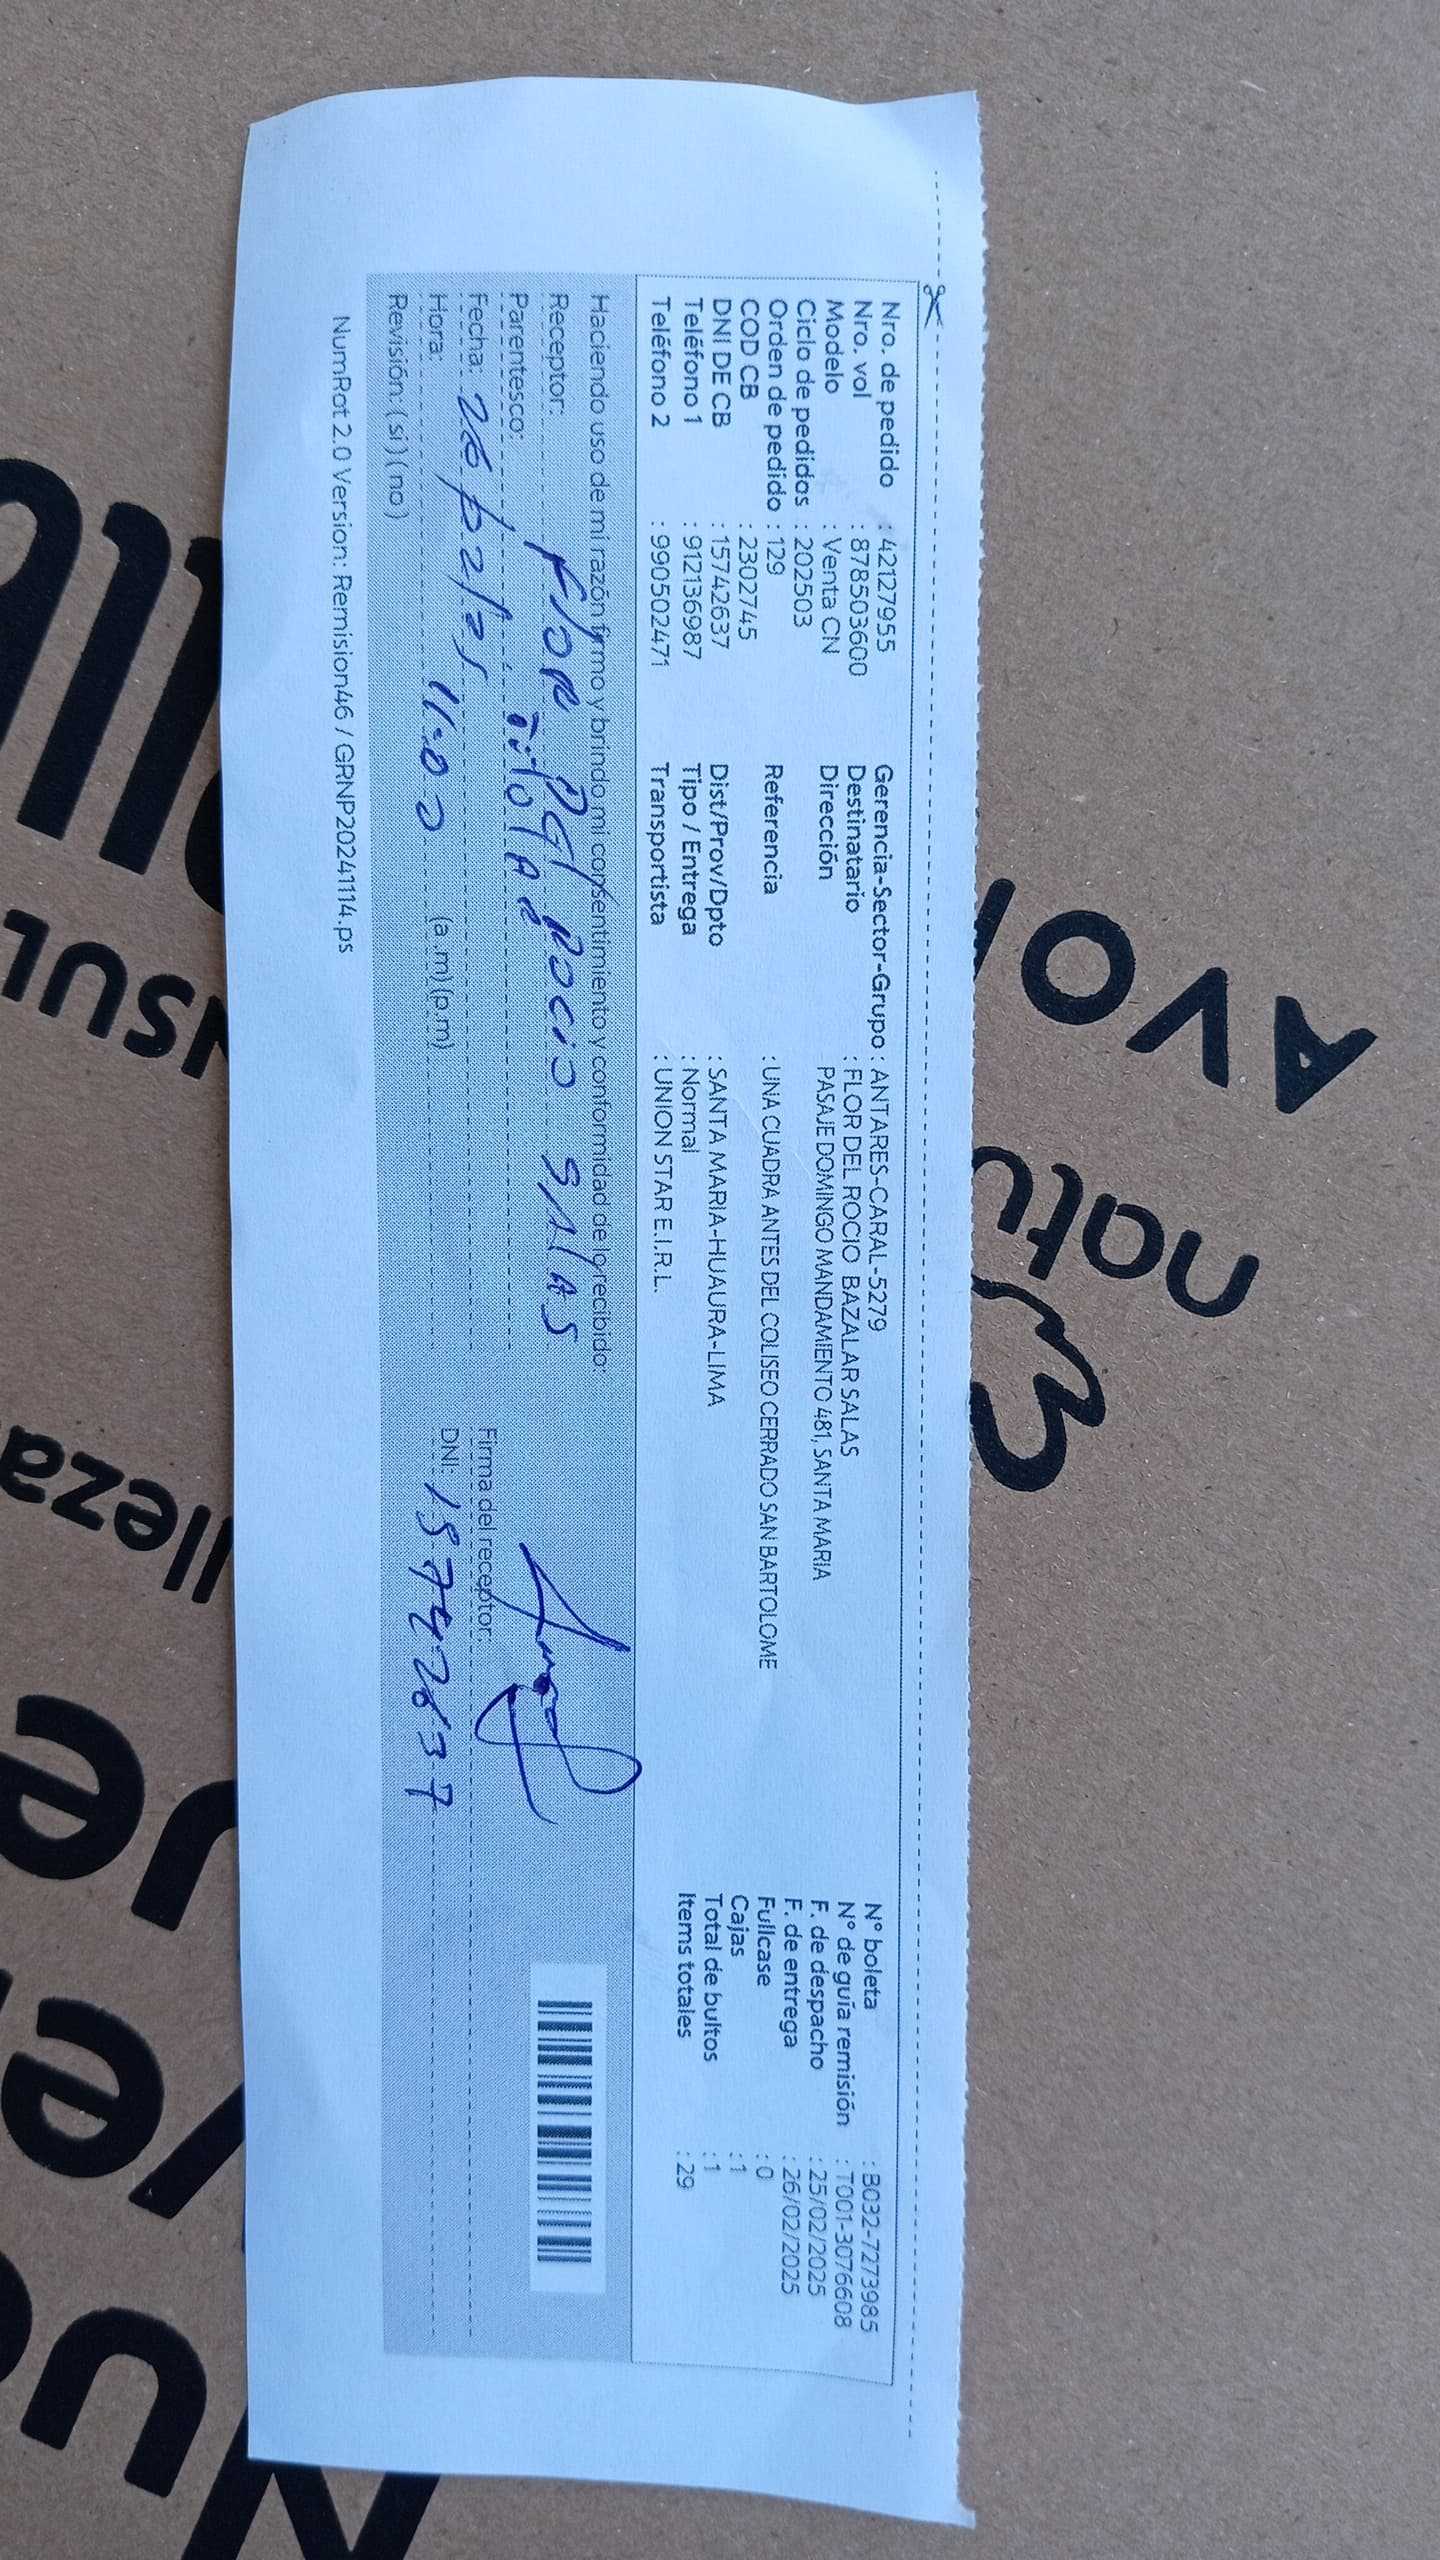 Nro. de pedido : 42127955
Nro. vol : 878503600
Modelo : Venta CN
Ciclo de pedidos : 202503
Orden de pedido : 129
COD CB : 2302745
DNI DE CB : 15742637
Teléfono 1 : 912136987
Teléfono 2 : 990502471
Gerencia-Sector-Grupo : ANTARES-CARAL-5279
Destinatario : FLOR DEL ROCIO BAZALAR SALAS
Dirección PASAJE DOMINGO MANDAMIENTO 481, SANTA MARIA
Referencia : UNA CUADRA ANTES DEL COLISEO CERRADO SAN BARTOLOME
Dist/Prov/Dpto : SANTA MARIA-HUAURA-LIMA
Tipo / Entrega : Normal
Transportista : UNION STAR E.I.R.L.
N° boleta : B032-7273985
N° de guía remisión : T001-3076608
F. de despacho : 25/02/2025
F. de entrega : 26/02/2025
Fullcase : 0
Cajas : 1
Total de bultos : 1
Items totales : 29
Haciendo uso de mi razón firmo y brindo mi consentimiento y conformidad de lo recibido:
Receptor: Flor Del Rocio Salas
Parentesco: Titular
Fecha: 26/02/25
Hora: 11:00 (a.m) (p.m)
Revisión: (si) (no)
Firma del receptor:
DNI: 15742637
NumRot 2.0 Version: Remision46 / GRNP20241114.ps
AVON
natu
nsul
lleza